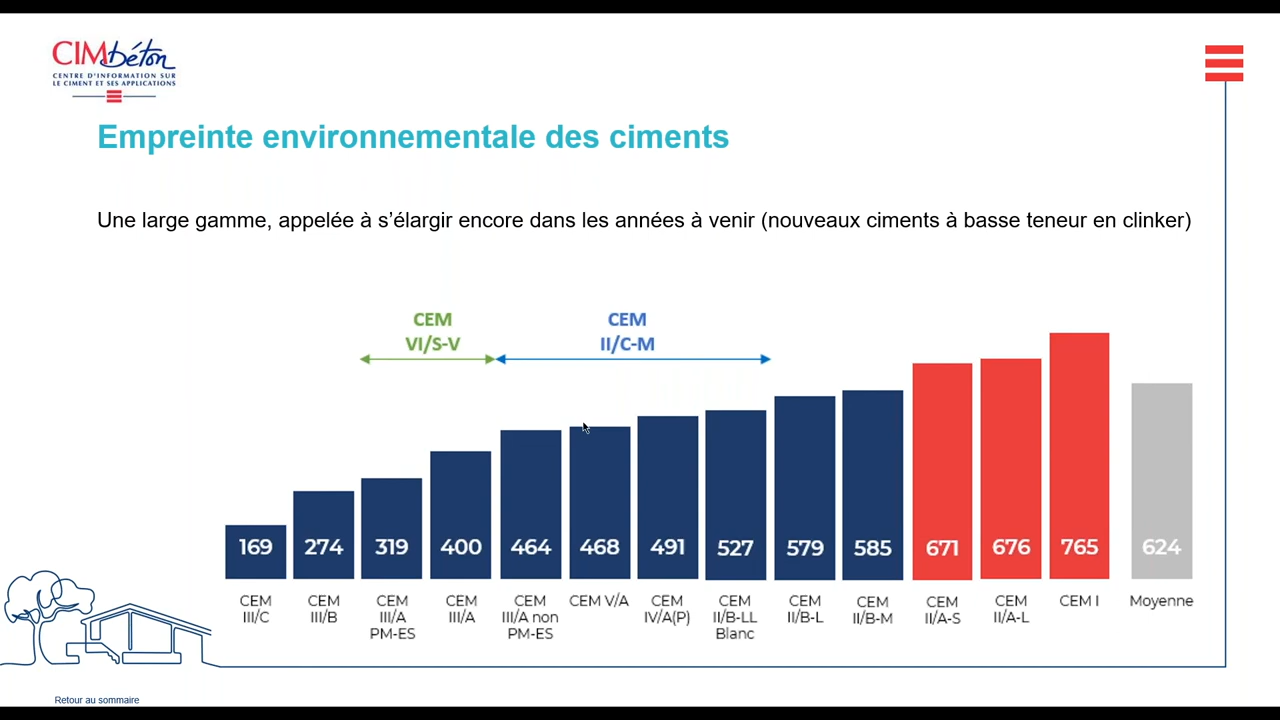 CIMbéton
CENTRE D'INFORMATION SUR
LE CIMENT ET SES APPLICATIONS
Empreinte environnementale des ciments
Une large gamme, appelée à s’élargir encore dans les années à venir (nouveaux ciments à basse teneur en clinker)
CEM
VI/S-V
CEM
II/C-M
169
274
319
400
464
468
491
527
579
585
671
676
765
624
CEM
III/C
CEM
III/B
CEM
III/A
PM-ES
CEM
III/A
CEM
III/A non
PM-ES
CEM V/A
CEM
IV/A(P)
CEM
II/B-LL
Blanc
CEM
II/B-L
CEM
II/B-M
CEM
II/A-S
CEM
II/A-L
CEM I
Moyenne
Retour au sommaire